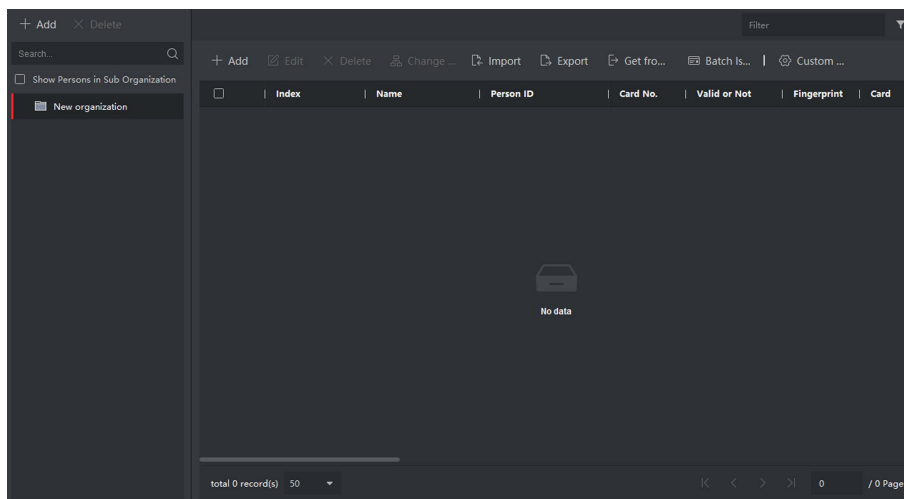 + Add × Delete
Search...
Show Persons in Sub Organization
New organization
Filter
+ Add Edit × Delete Change ... Import Export Get fro... Batch Is... Custom ...
Index Name Person ID Card No. Valid or Not Fingerprint Card
No data
total 0 record(s) 50 0 / 0 Page